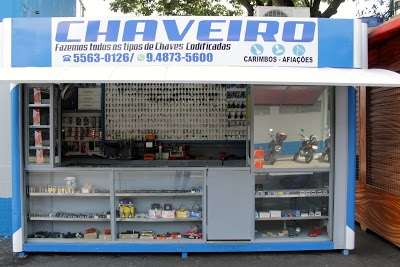 CHAVEIRO
Fazemos todos os tipos de Chaves Codificadas
5563-0126/ 9.4873-5600
CARIMBOS - AFIAÇÕES